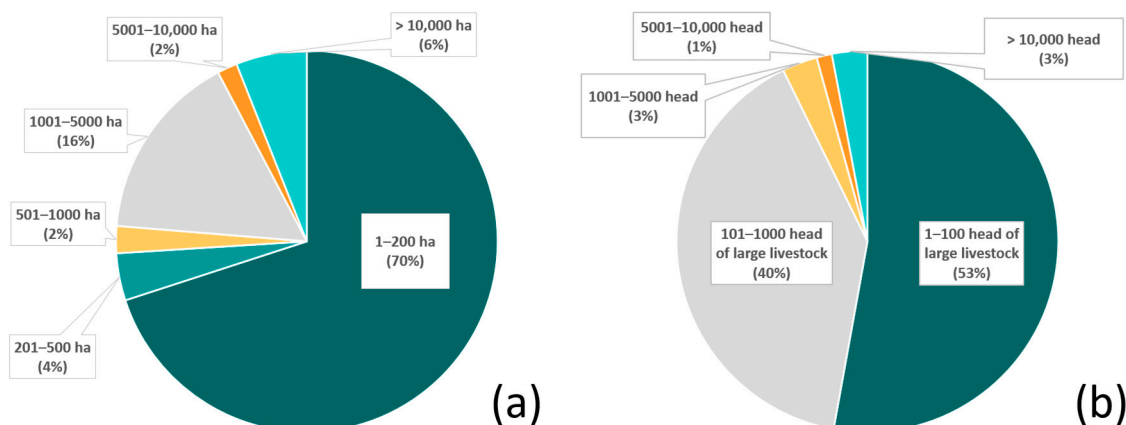 5001–10,000 ha
(2%)
> 10,000 ha
(6%)
1001–5000 ha
(16%)
501–1000 ha
(2%)
1–200 ha
(70%)
201–500 ha
(4%)
(a)
5001–10,000 head
(1%)
> 10,000 head
(3%)
1001–5000 head
(3%)
101–1000 head
of large livestock
(40%)
1–100 head of
large livestock
(53%)
(b)